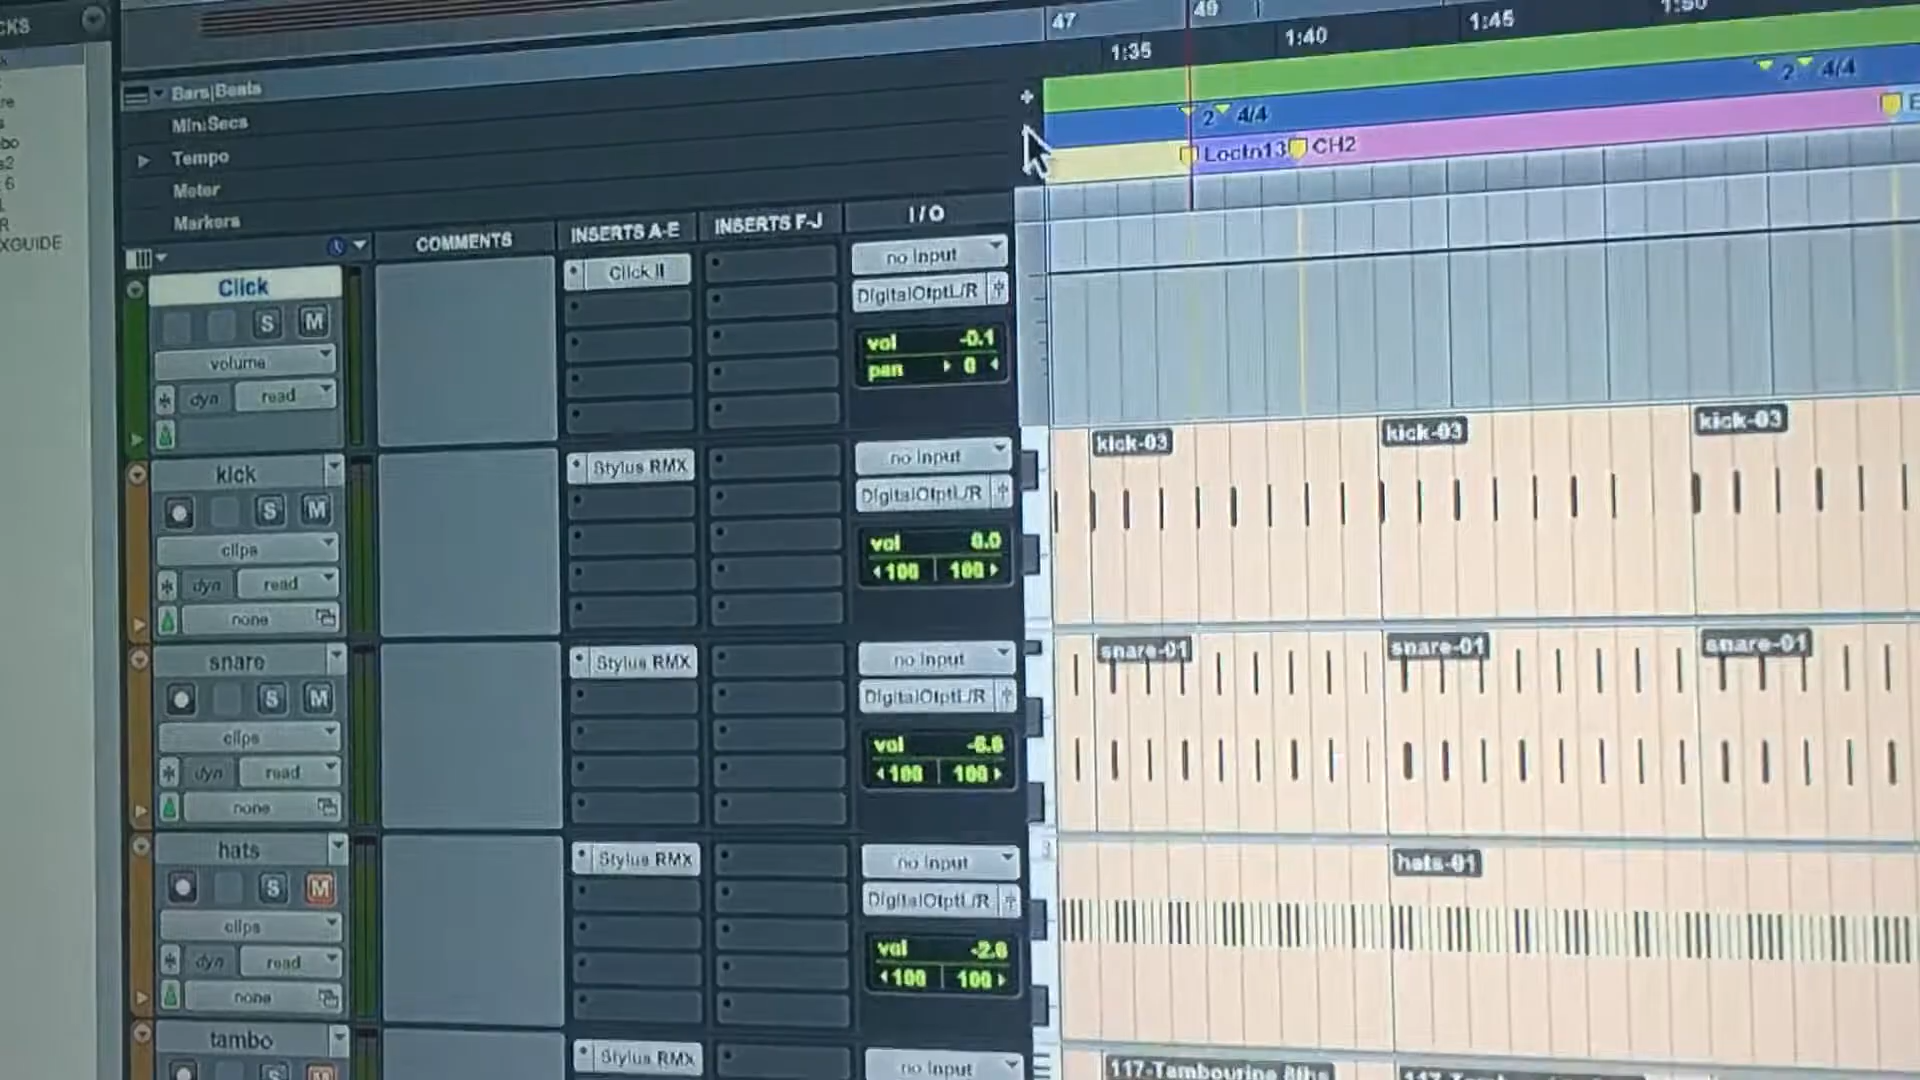 CKS
47
49
1:35
1:40
1:45
1:50
Bars|Beats
Min:Secs
Tempo
Meter
Markers
2 4/4
2 4/4
Loctn13 CH2
XGUIDE
COMMENTS
INSERTS A-E
INSERTS F-J
I / O
Click
Click II
no input
DigitalOtptL/R
S M
volume
vol -0.1
pan 0
dyn read
kick
Stylus RMX
no input
DigitalOtptL/R
kick-03
kick-03
kick-03
S M
clips
vol 0.0
100 100
dyn read
none
snare
Stylus RMX
no input
DigitalOtptL/R
snare-01
snare-01
snare-01
S M
clips
vol
100 100
dyn read
none
hats
Stylus RMX
no input
DigitalOtptL/R
hats-01
S M
clips
vol
100 100
dyn read
none
tambo
Stylus RMX
no input
S M
117-Tambourine 8ths